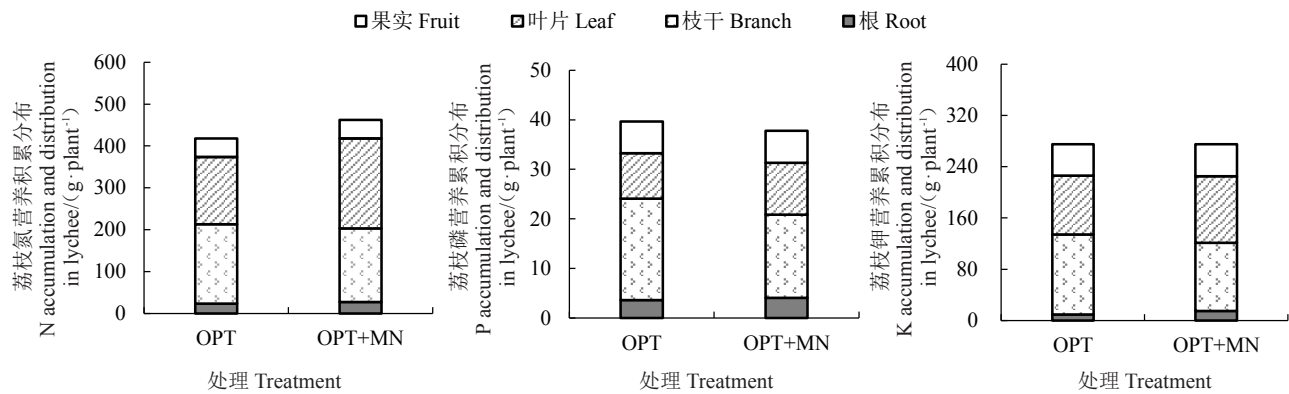 果实 Fruit 叶片 Leaf 枝干 Branch 根 Root
荔枝氮营养积累分布
N accumulation and distribution
in lychee/(g·plant⁻¹)
600
500
400
300
200
100
0
OPT OPT+MN
处理 Treatment
荔枝磷营养累积分布
P accumulation and distribution
in lychee/(g·plant⁻¹)
50
40
30
20
10
0
OPT OPT+MN
处理 Treatment
荔枝钾营养累积分布
K accumulation and distribution
in lychee/(g·plant⁻¹)
400
320
240
160
80
0
OPT OPT+MN
处理 Treatment